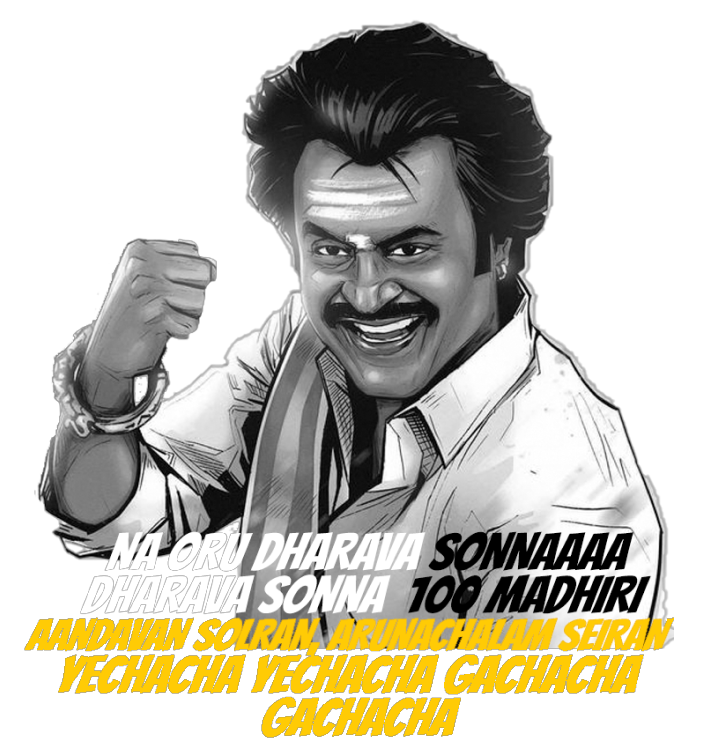 NA ORU DHARAVA SONNAAAA
DHARAVA SONNA 100 MADHIRI
AANDAVAN SOLRAN, ARUNACHALAM SEIRAN
YECHACHA YECHACHA GACHACHA
GACHACHA